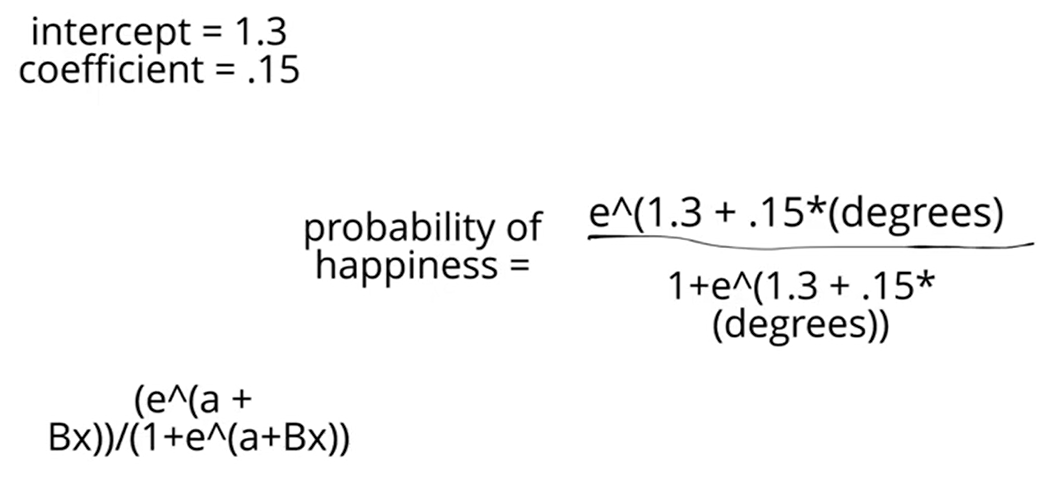 intercept = 1.3
coefficient = .15
probability of
happiness =
e^(1.3 + .15*(degrees)
1+e^(1.3 + .15*
(degrees))
(e^(a +
Bx))/(1+e^(a+Bx))